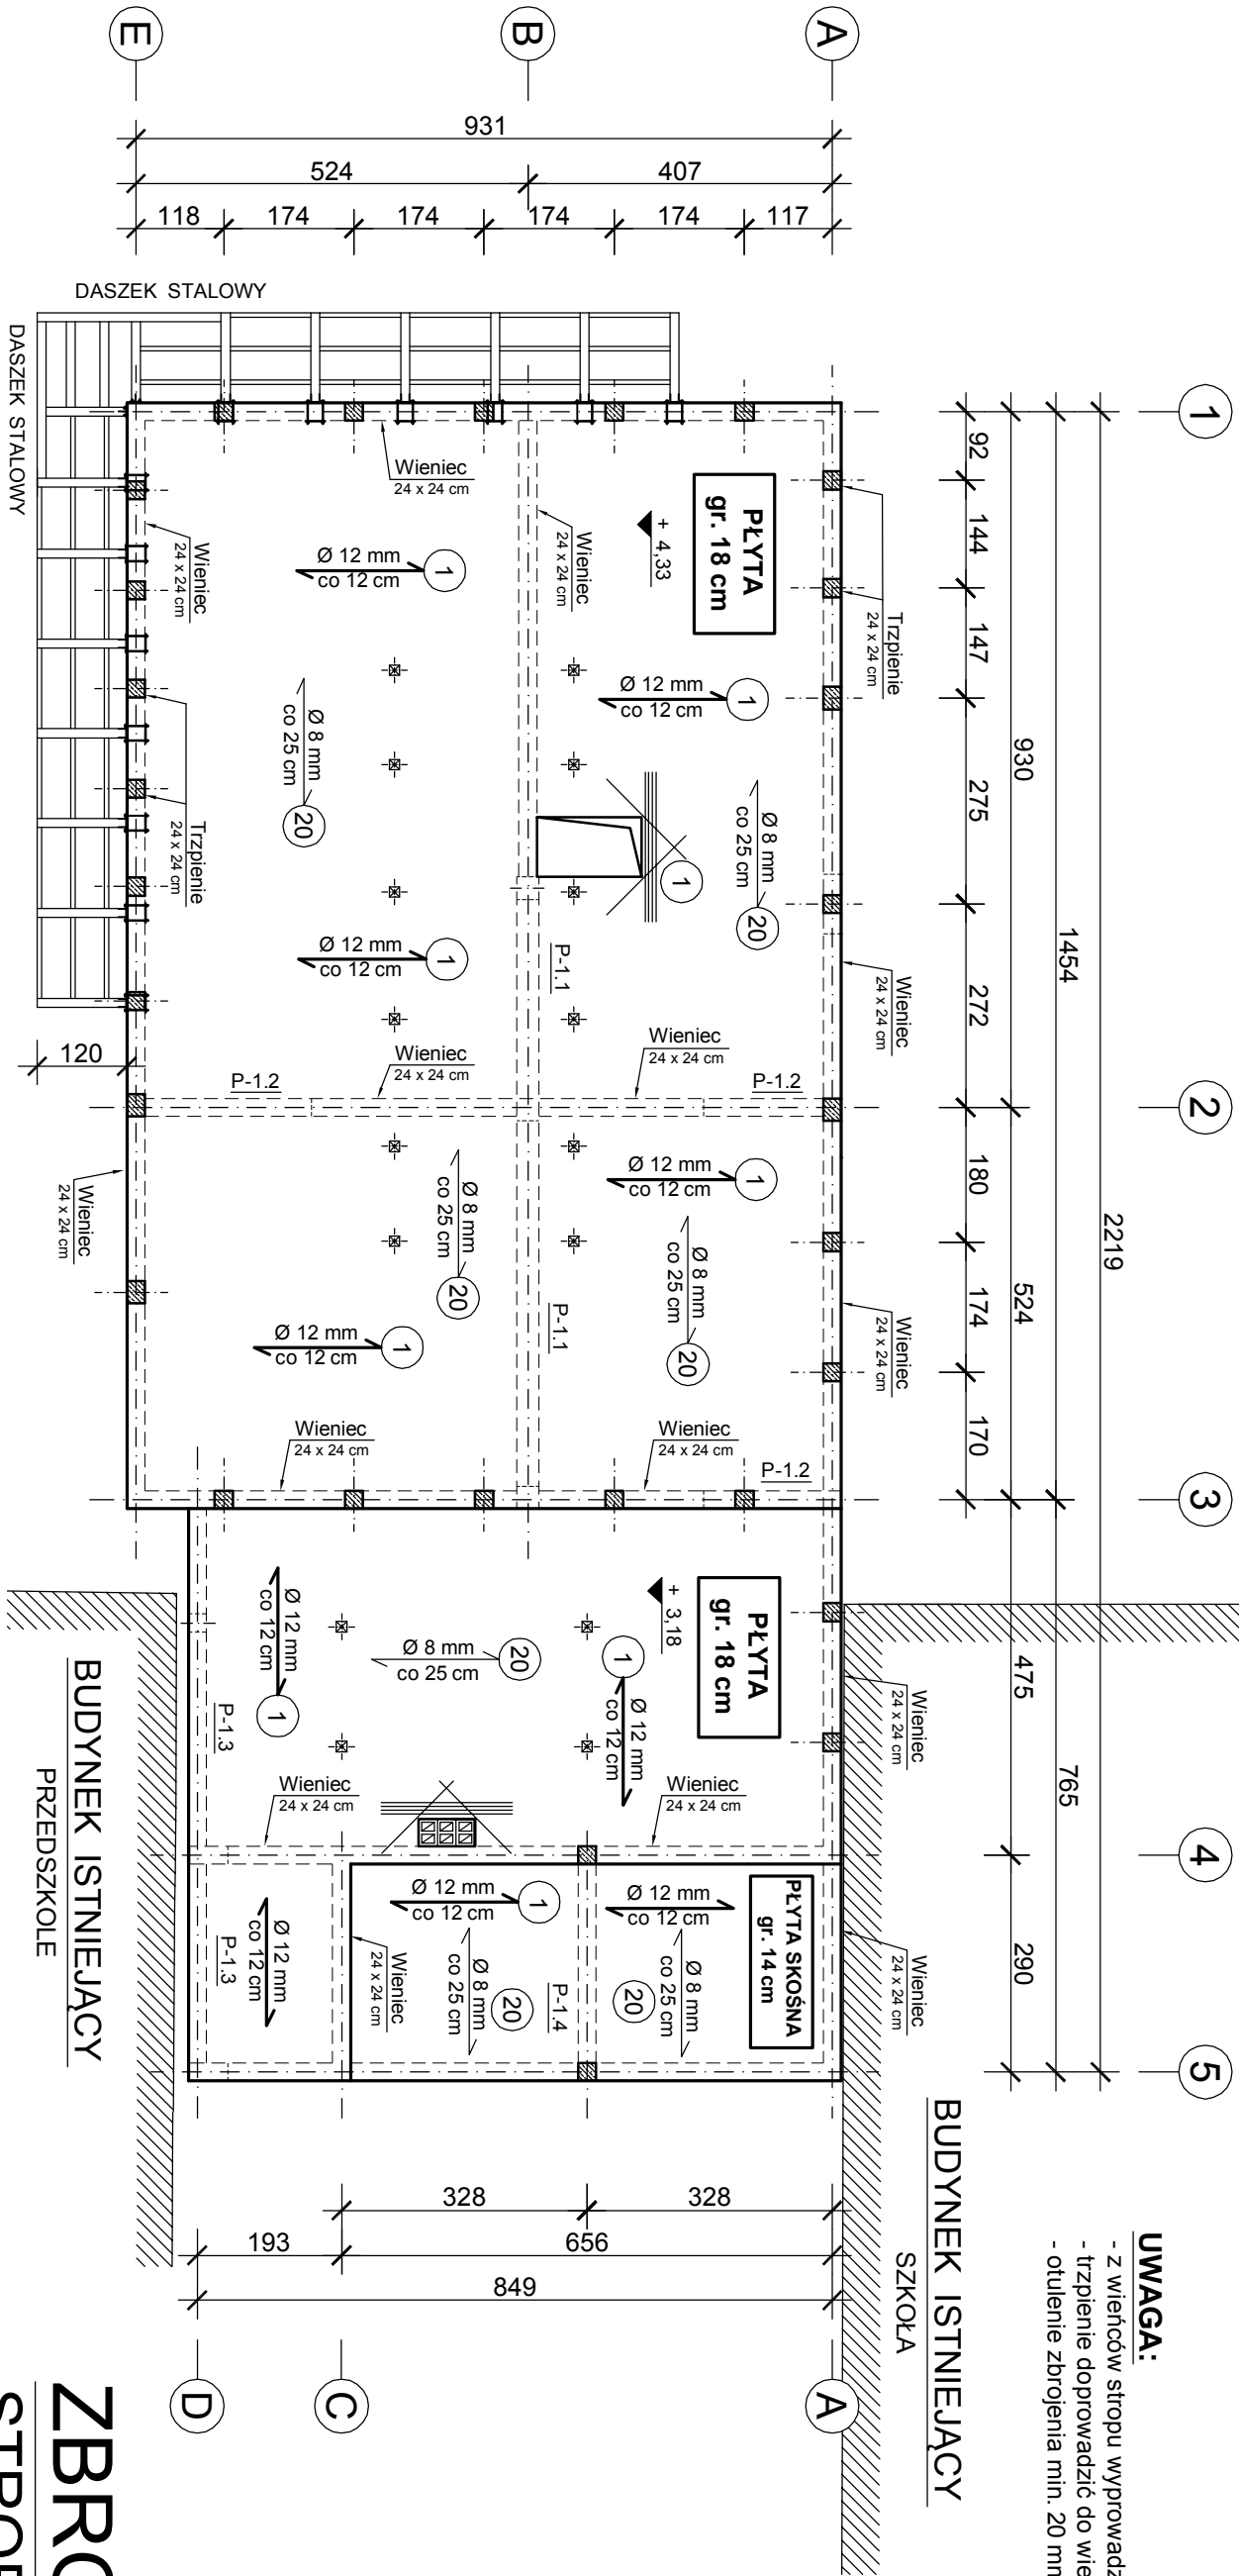 1
2
3
4
5
2219
1454
765
930
524
475
290
92
144
147
275
272
180
174
170
E
B
A
931
524
407
118
174
174
174
174
117
DASZEK STALOWY
DASZEK STALOWY
Trzpienie
24 x 24 cm
Wieniec
24 x 24 cm
Wieniec
24 x 24 cm
Wieniec
24 x 24 cm
Wieniec
24 x 24 cm
PŁYTA
gr. 18 cm
+ 4,33
Wieniec
24 x 24 cm
Wieniec
24 x 24 cm
Wieniec
24 x 24 cm
Ø 12 mm
co 12 cm
1
Ø 12 mm
co 12 cm
1
Ø 8 mm
co 25 cm
20
Ø 8 mm
co 25 cm
20
1
Ø 12 mm
co 12 cm
1
P-1.1
Wieniec
24 x 24 cm
Wieniec
24 x 24 cm
P-1.2
P-1.2
Trzpienie
24 x 24 cm
120
Ø 12 mm
co 12 cm
1
Ø 8 mm
co 25 cm
20
Ø 8 mm
co 25 cm
20
P-1.1
Ø 12 mm
co 12 cm
1
Wieniec
24 x 24 cm
Wieniec
24 x 24 cm
Wieniec
24 x 24 cm
P-1.2
PŁYTA
gr. 18 cm
+ 3,18
Ø 12 mm
co 12 cm
1
Ø 8 mm
co 25 cm
20
1
Ø 12 mm
co 12 cm
P-1.3
Wieniec
24 x 24 cm
Wieniec
24 x 24 cm
PŁYTA SKOŚNA
gr. 14 cm
Ø 12 mm
co 12 cm
Ø 12 mm
co 12 cm
1
Ø 8 mm
co 25 cm
20
Ø 8 mm
co 25 cm
20
P-1.4
Wieniec
24 x 24 cm
Ø 12 mm
co 12 cm
P-1.3
BUDYNEK ISTNIEJĄCY
PRZEDSZKOLE
BUDYNEK ISTNIEJĄCY
SZKOŁA
328
328
193
656
849
D
C
A
UWAGA:
- z wieńców stropu
- trzpienie doprowadzić do
- otulenie zbrojenia min. 20